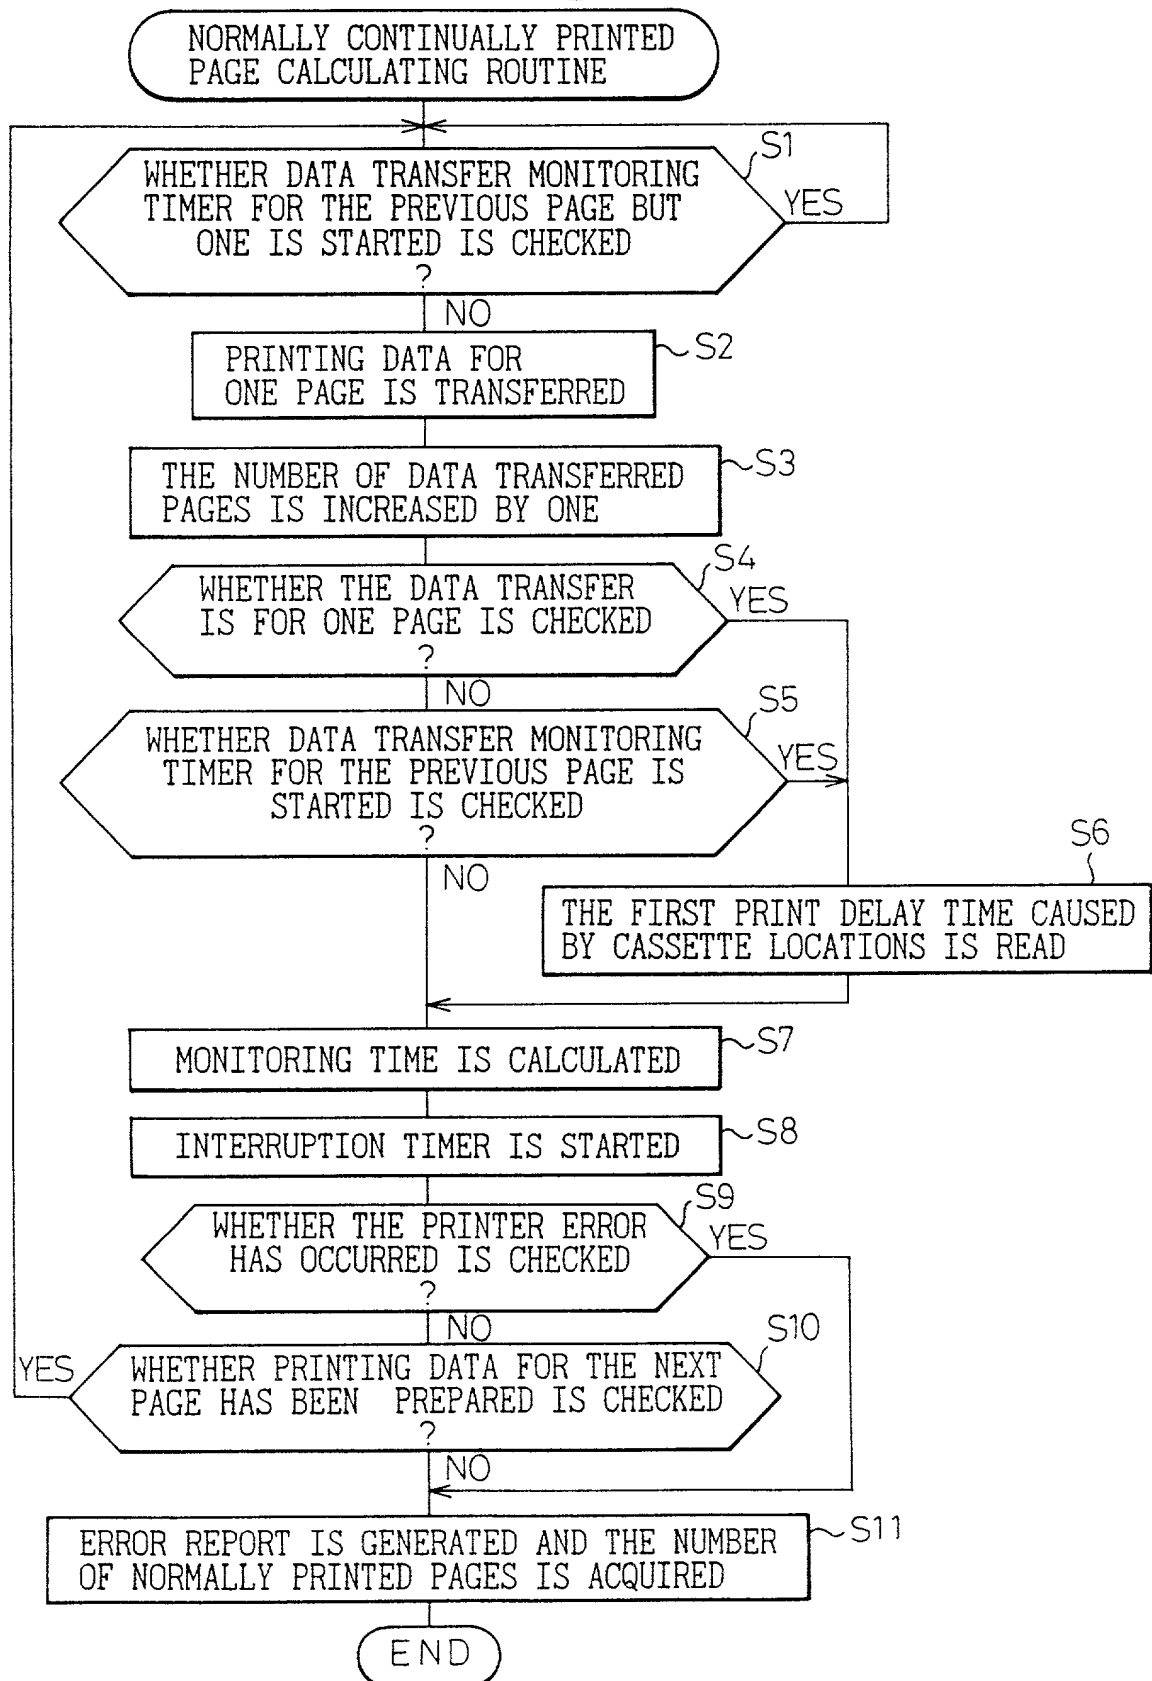 NORMALLY CONTINUALLY PRINTED
PAGE CALCULATING ROUTINE
S1
WHETHER DATA TRANSFER MONITORING
TIMER FOR THE PREVIOUS PAGE BUT
ONE IS STARTED IS CHECKED
?
YES
NO
S2
PRINTING DATA FOR
ONE PAGE IS TRANSFERRED
S3
THE NUMBER OF DATA TRANSFERRED
PAGES IS INCREASED BY ONE
S4
WHETHER THE DATA TRANSFER
IS FOR ONE PAGE IS CHECKED
?
YES
NO
S5
WHETHER DATA TRANSFER MONITORING
TIMER FOR THE PREVIOUS PAGE IS
STARTED IS CHECKED
?
YES
NO
S6
THE FIRST PRINT DELAY TIME CAUSED
BY CASSETTE LOCATIONS IS READ
S7
MONITORING TIME IS CALCULATED
S8
INTERRUPTION TIMER IS STARTED
S9
WHETHER THE PRINTER ERROR
HAS OCCURRED IS CHECKED
?
YES
NO
S10
YES
WHETHER PRINTING DATA FOR THE NEXT
PAGE HAS BEEN PREPARED IS CHECKED
?
NO
S11
ERROR REPORT IS GENERATED AND THE NUMBER
OF NORMALLY PRINTED PAGES IS ACQUIRED
END